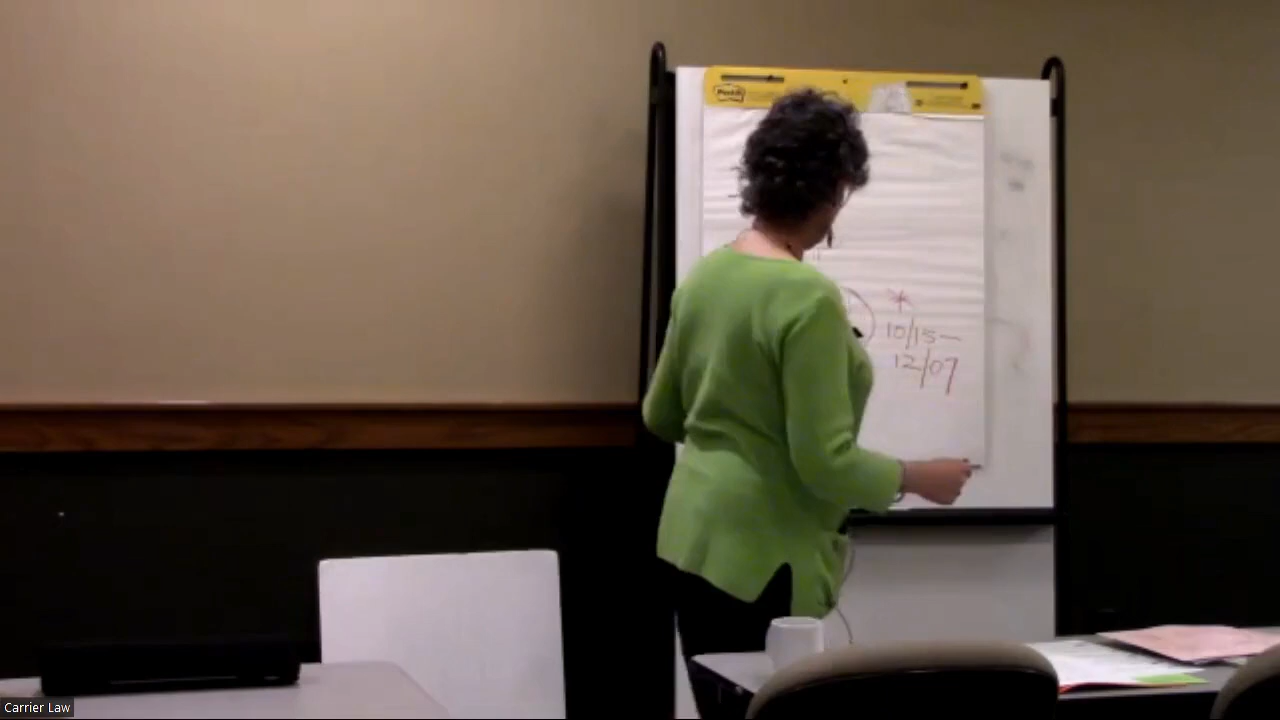 Post-it
*
10/15—
12/07
Carrier Law